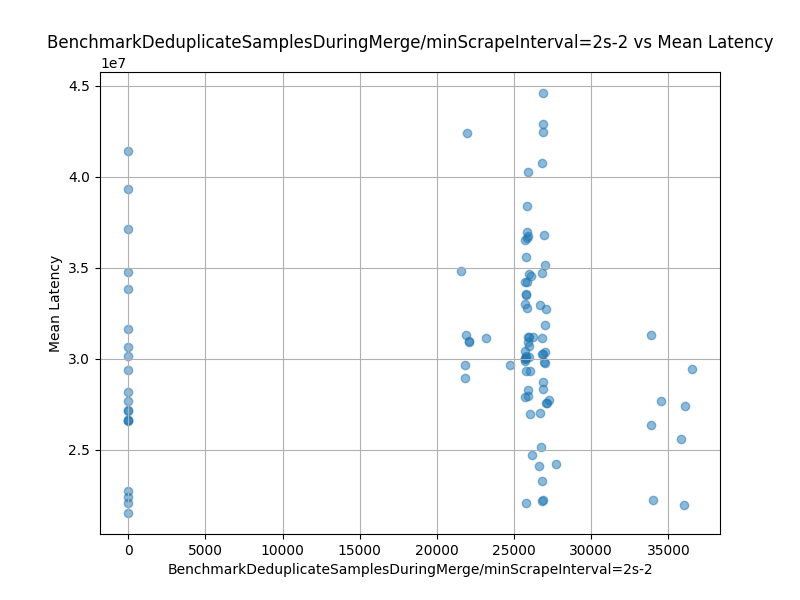 BenchmarkDeduplicateSamplesDuringMerge/minScrapeInterval=2s-2 vs Mean Latency
1e7
4.5
4.0
3.5
3.0
2.5
Mean Latency
0 5000 10000 15000 20000 25000 30000 35000
BenchmarkDeduplicateSamplesDuringMerge/minScrapeInterval=2s-2